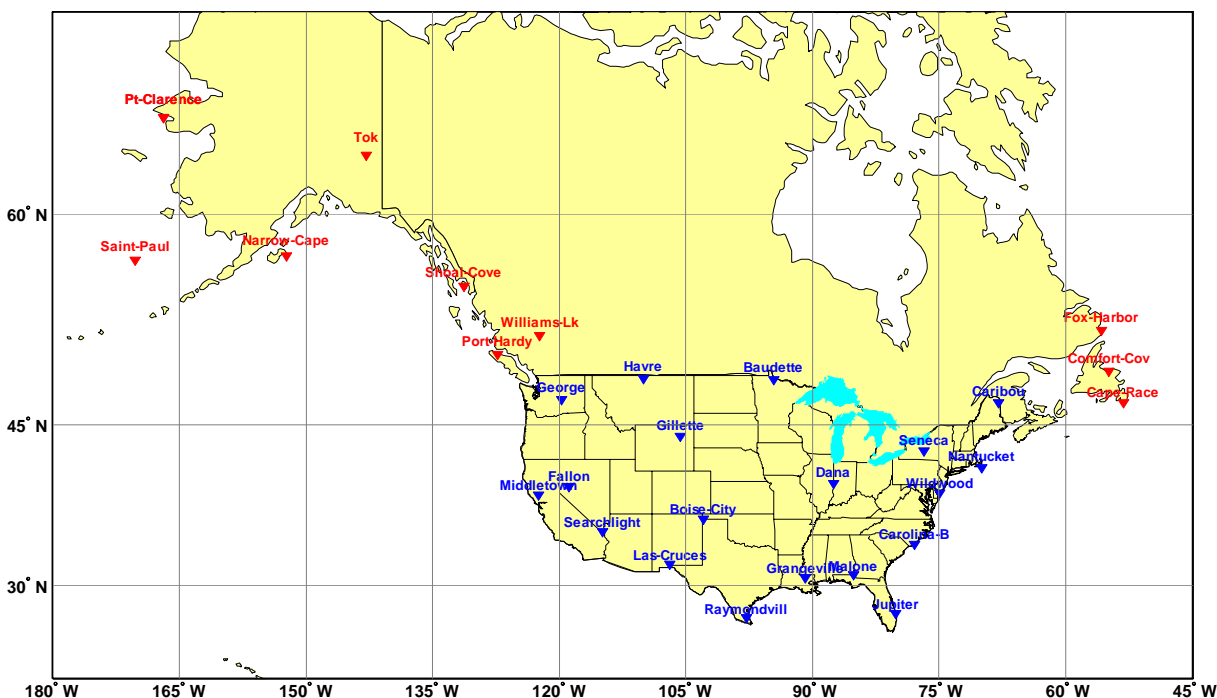 Pt-Clarence
Tok
60° N
Saint-Paul
Narrow-Cape
Shoal-Cove
Williams-Lk
Port-Hardy
Fox-Harbor
Comfort-Cov
Cape-Race
Havre
Baudette
George
Caribou
45° N
Gillette
Seneca
Nantucket
Dana
Fallon
Middletown
Wildwood
Boise-City
Searchlight
Carolina-B
Las-Cruces
Grangeville
Malone
30° N
Raymondvill
Jupiter
180° W 165° W 150° W 135° W 120° W 105° W 90° W 75° W 60° W 45° W